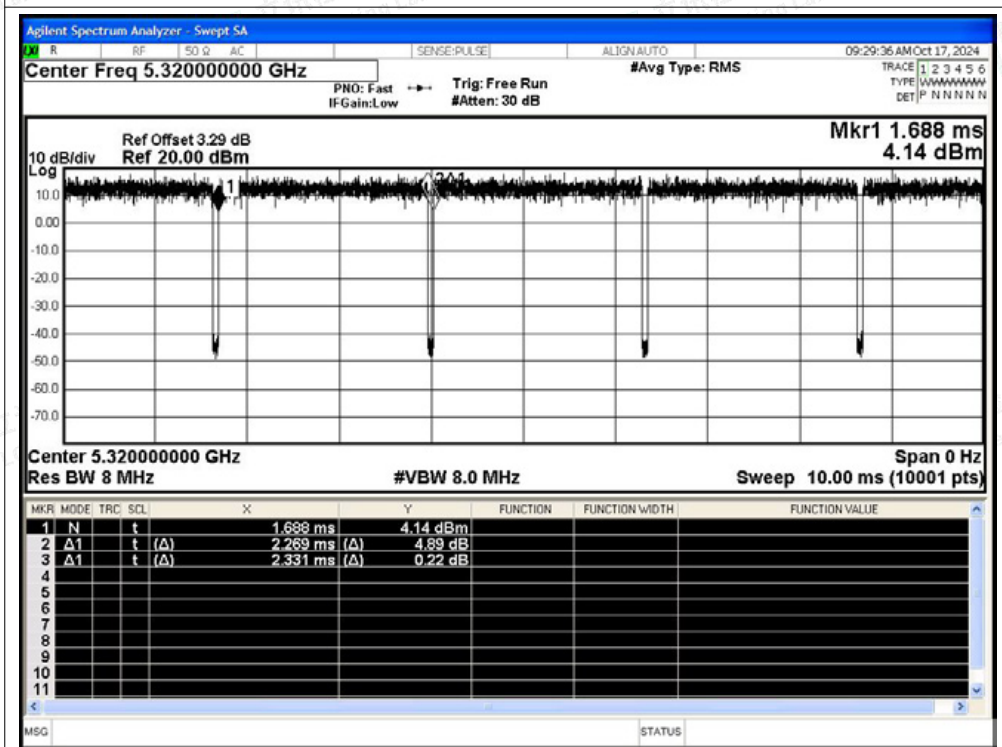 Agilent Spectrum Analyzer - Swept SA
R RF 50 Ω AC SENSE:PULSE ALIGN AUTO 09:29:36 AM Oct 17, 2024
Center Freq 5.320000000 GHz #Avg Type: RMS TRACE 1 2 3 4 5 6
PNO: Fast Trig: Free Run TYPE WWWWWW
IFGain:Low #Atten: 30 dB DET P N N N N N
Mkr1 1.688 ms
Ref Offset 3.29 dB
10 dB/div Ref 20.00 dBm 4.14 dBm
Log
1
10.0
0.00
-10.0
-20.0
-30.0
-40.0
-50.0
-60.0
-70.0
Center 5.320000000 GHz Span 0 Hz
Res BW 8 MHz #VBW 8.0 MHz Sweep 10.00 ms (10001 pts)
MKR MODE TRC SCL X Y FUNCTION FUNCTION WIDTH FUNCTION VALUE
1 N t 1.688 ms 4.14 dBm
2 Δ1 t (Δ) 2.269 ms (Δ) 4.89 dB
3 Δ1 t (Δ) 2.331 ms (Δ) 0.22 dB
4
5
6
7
8
9
10
11
MSG STATUS